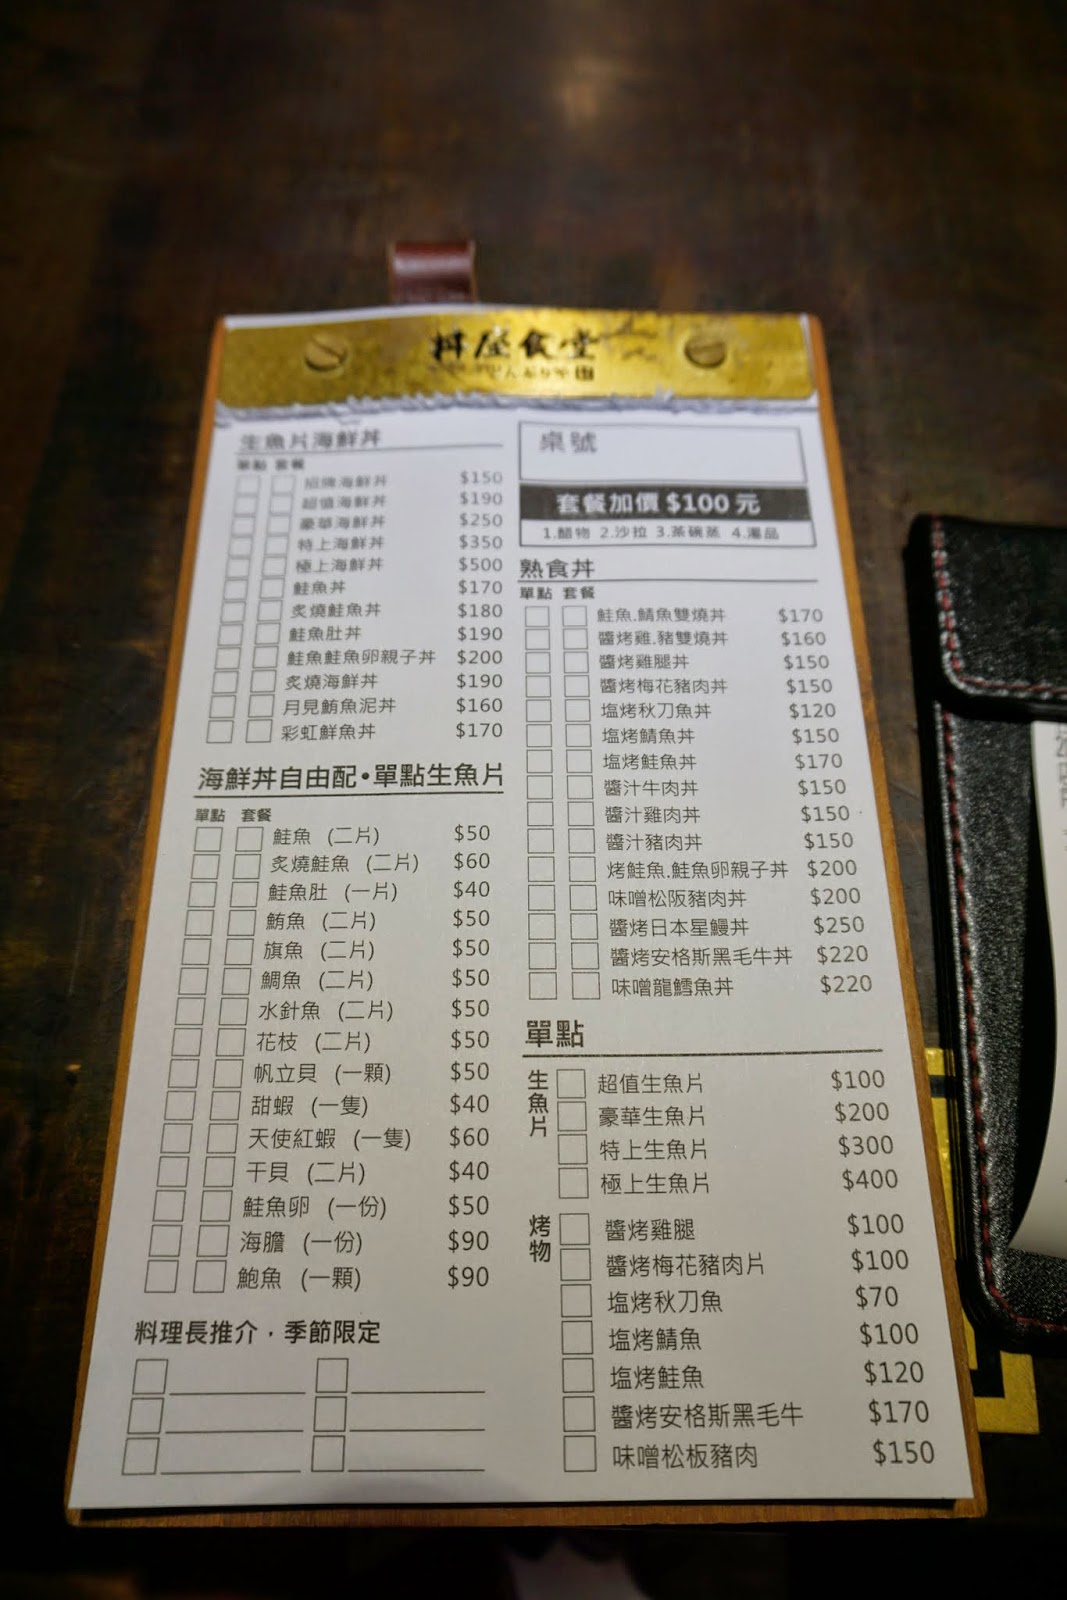 丼屋食堂
生魚片海鮮丼
單點 套餐
招牌海鮮丼 $150
超值海鮮丼 $190
豪華海鮮丼 $250
特上海鮮丼 $350
極上海鮮丼 $500
鮭魚丼 $170
炙燒鮭魚丼 $180
鮭魚肚丼 $190
鮭魚鮭魚卵親子丼 $200
炙燒海鮮丼 $190
月見鮪魚泥丼 $160
彩虹鮮魚丼 $170
海鮮丼自由配•單點生魚片
單點 套餐
鮭魚 (二片) $50
炙燒鮭魚 (二片) $60
鮭魚肚 (一片) $40
鮪魚 (二片) $50
旗魚 (二片) $50
鯛魚 (二片) $50
水針魚 (二片) $50
花枝 (二片) $50
帆立貝 (一顆) $50
甜蝦 (一隻) $40
天使紅蝦 (一隻) $60
干貝 (二片) $40
鮭魚卵 (一份) $50
海膽 (一份) $90
鮑魚 (一顆) $90
料理長推介，季節限定
桌號
套餐加價 $100 元
1.醋物 2.沙拉 3.茶碗蒸 4.湯品
熟食丼
單點 套餐
鮭魚.鯖魚雙燒丼 $170
醬烤雞.豬雙燒丼 $160
醬烤雞腿丼 $150
醬烤梅花豬肉丼 $150
塩烤秋刀魚丼 $120
塩烤鯖魚丼 $150
塩烤鮭魚丼 $170
醬汁牛肉丼 $150
醬汁雞肉丼 $150
醬汁豬肉丼 $150
烤鮭魚.鮭魚卵親子丼 $200
味噌松阪豬肉丼 $200
醬烤日本星鰻丼 $250
醬烤安格斯黑毛牛丼 $220
味噌龍鱈魚丼 $220
單點
生魚片
超值生魚片 $100
豪華生魚片 $200
特上生魚片 $300
極上生魚片 $400
烤物
醬烤雞腿 $100
醬烤梅花豬肉片 $100
塩烤秋刀魚 $70
塩烤鯖魚 $100
塩烤鮭魚 $120
醬烤安格斯黑毛牛 $170
味噌松板豬肉 $150